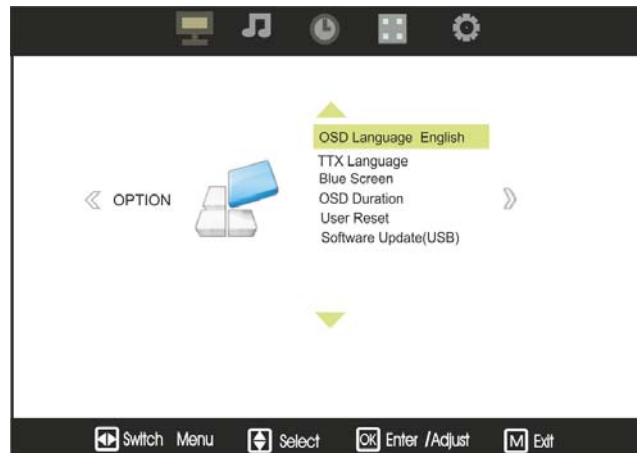 OSD Language English
TTX Language
Blue Screen
OPTION
OSD Duration
User Reset
Software Update(USB)
Switch Menu
Select
OK Enter /Adjust
M Exit